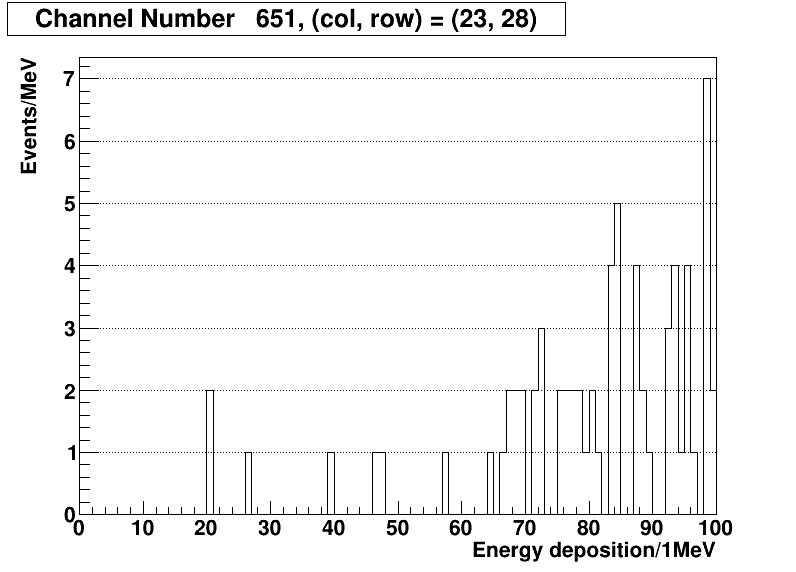 Channel Number 651, (col, row) = (23, 28)
Events/MeV
7
6
5
4
3
2
1
0
0 10 20 30 40 50 60 70 80 90 100
Energy deposition/1MeV